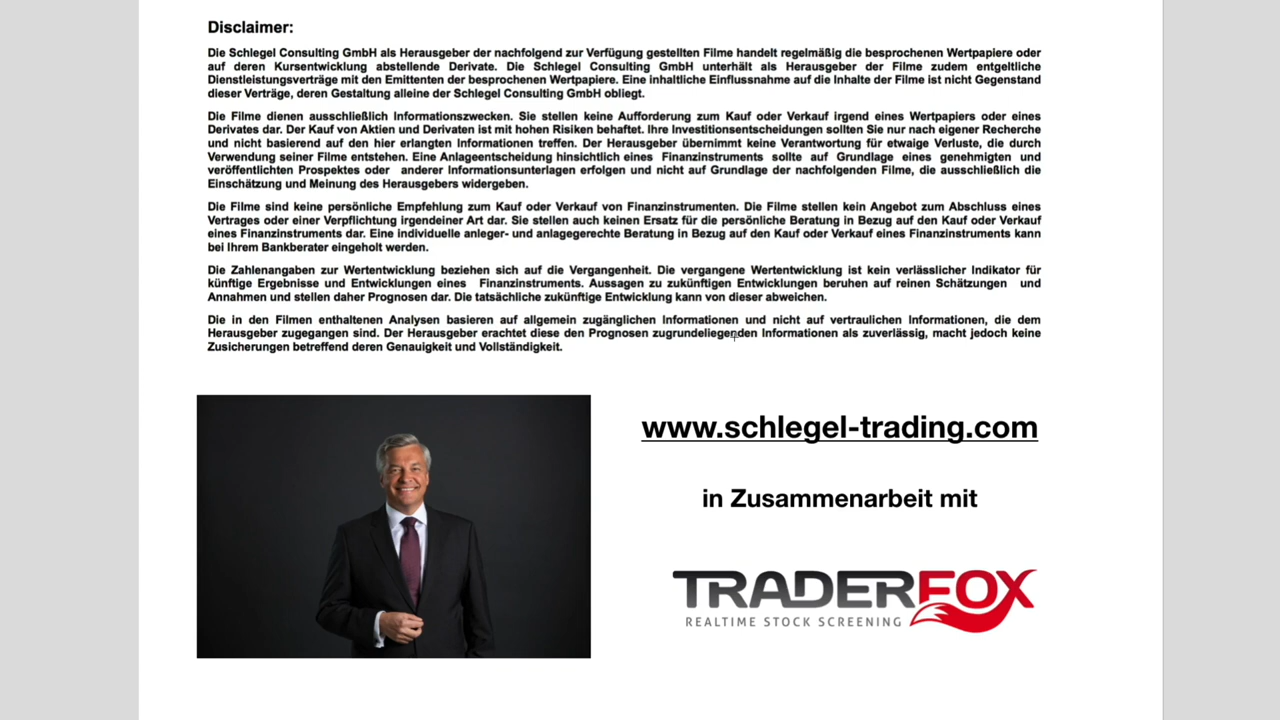 Disclaimer:
Die Schlegel Consulting GmbH als Herausgeber der nachfolgend zur Verfügung gestellten Filme handelt regelmäßig die besprochenen Wertpapiere oder
auf deren Kursentwicklung abstellende Derivate. Die Schlegel Consulting GmbH unterhält als Herausgeber der Filme zudem entgeltliche
Dienstleistungsverträge mit den Emittenten der besprochenen Wertpapiere. Eine inhaltliche Einflussnahme auf die Inhalte der Filme ist nicht Gegenstand
dieser Verträge, deren Gestaltung alleine der Schlegel Consulting GmbH obliegt.
Die Filme dienen ausschließlich Informationszwecken. Sie stellen keine Aufforderung zum Kauf oder Verkauf irgend eines Wertpapiers oder eines
Derivates dar. Der Kauf von Aktien und Derivaten ist mit hohen Risiken behaftet. Ihre Investitionsentscheidungen sollten Sie nur nach eigener Recherche
und nicht basierend auf den hier erlangten Informationen treffen. Der Herausgeber übernimmt keine Verantwortung für etwaige Verluste, die durch
Verwendung seiner Filme entstehen. Eine Anlageentscheidung hinsichtlich eines Finanzinstruments sollte auf Grundlage eines genehmigten und
veröffentlichten Prospektes oder anderer Informationsunterlagen erfolgen und nicht auf Grundlage der nachfolgenden Filme, die ausschließlich die
Einschätzung und Meinung des Herausgebers widergeben.
Die Filme sind keine persönliche Empfehlung zum Kauf oder Verkauf von Finanzinstrumenten. Die Filme stellen kein Angebot zum Abschluss eines
Vertrages oder einer Verpflichtung irgendeiner Art dar. Sie stellen auch keinen Ersatz für die persönliche Beratung in Bezug auf den Kauf oder Verkauf
eines Finanzinstruments dar. Eine individuelle anleger- und anlagegerechte Beratung in Bezug auf den Kauf oder Verkauf eines Finanzinstruments kann
bei Ihrem Bankberater eingeholt werden.
Die Zahlenangaben zur Wertentwicklung beziehen sich auf die Vergangenheit. Die vergangene Wertentwicklung ist kein verlässlicher Indikator für
künftige Ergebnisse und Entwicklungen eines Finanzinstruments. Aussagen zu zukünftigen Entwicklungen beruhen auf reinen Schätzungen und
Annahmen und stellen daher Prognosen dar. Die tatsächliche zukünftige Entwicklung kann von dieser abweichen.
Die in den Filmen enthaltenen Analysen basieren auf allgemein zugänglichen Informationen und nicht auf vertraulichen Informationen, die dem
Herausgeber zugegangen sind. Der Herausgeber erachtet diese den Prognosen zugrundeliegenden Informationen als zuverlässig, macht jedoch keine
Zusicherungen betreffend deren Genauigkeit und Vollständigkeit.
www.schlegel-trading.com
in Zusammenarbeit mit
TRADERFOX
REALTIME STOCK SCREENING